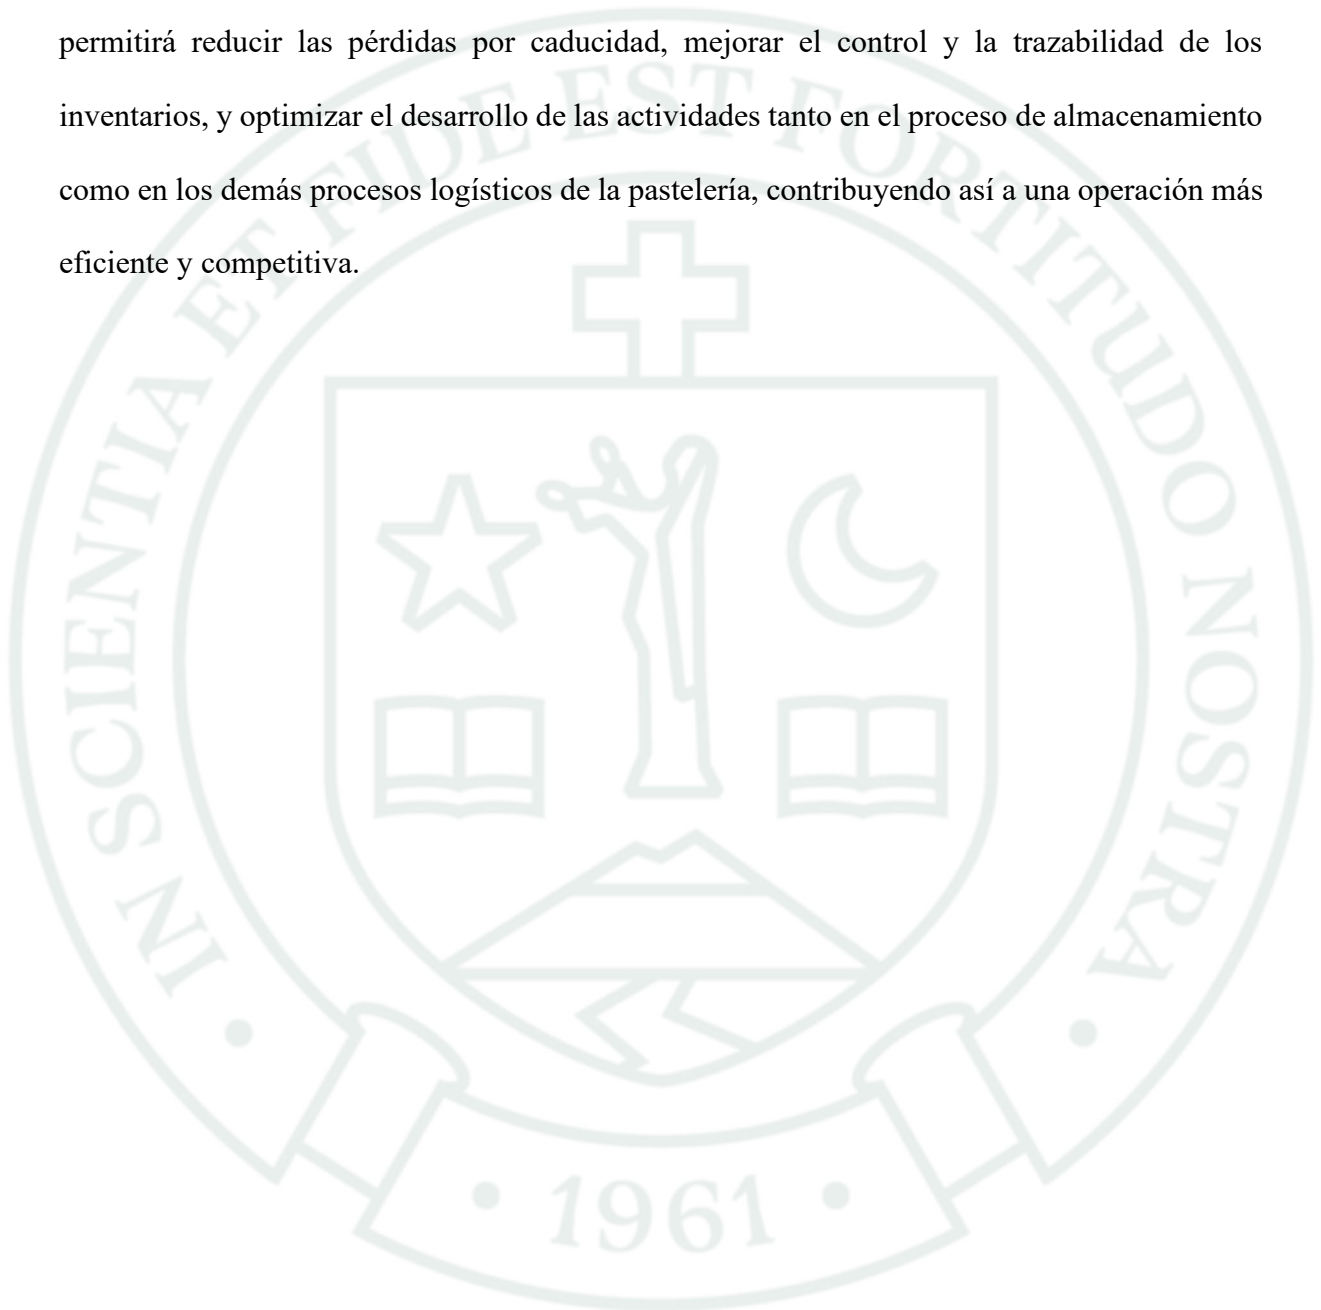 permitirá reducir las pérdidas por caducidad, mejorar el control y la trazabilidad de los
inventarios, y optimizar el desarrollo de las actividades tanto en el proceso de almacenamiento
como en los demás procesos logísticos de la pastelería, contribuyendo así a una operación más
eficiente y competitiva.
IN SCIENTIA ET FIDE EST FORTITUDO NOSTRA
• 1961 •